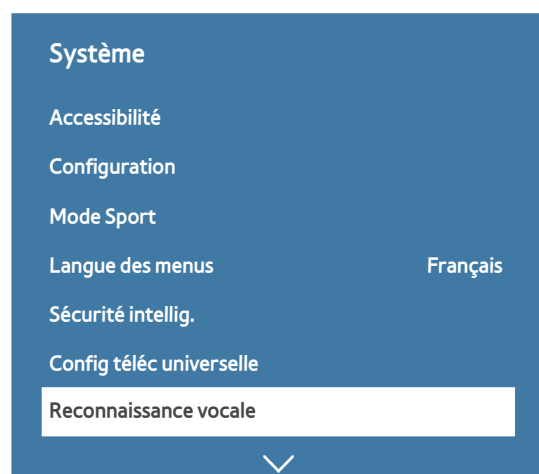 Système
Accessibilité
Configuration
Mode Sport
Langue des menus Français
Sécurité intellig.
Config téléc universelle
Reconnaissance vocale